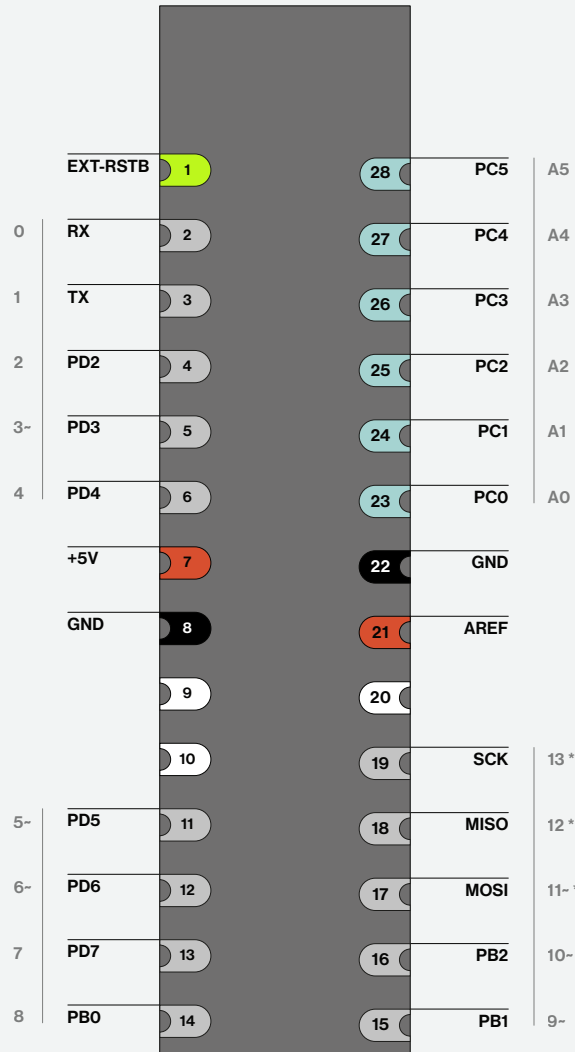 EXT-RSTB 1 28 PC5 A5
0 RX 2 27 PC4 A4
1 TX 3 26 PC3 A3
2 PD2 4 25 PC2 A2
3~ PD3 5 24 PC1 A1
4 PD4 6 23 PC0 A0
+5V 7 22 GND
GND 8 21 AREF
9 20
10 19 SCK 13 *
5~ PD5 11 18 MISO 12 *
6~ PD6 12 17 MOSI 11~ *
7 PD7 13 16 PB2 10~
8 PB0 14 15 PB1 9~